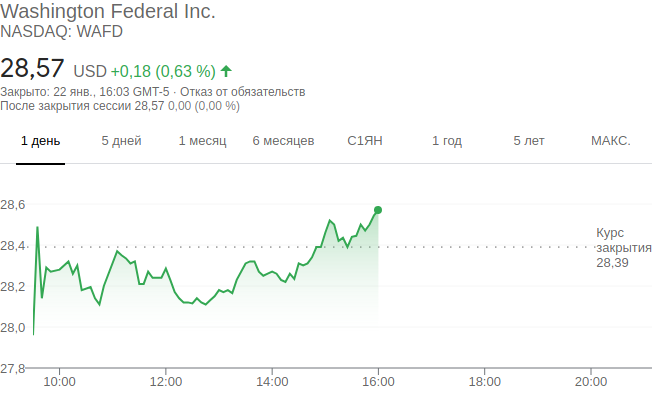 Washington Federal Inc.
NASDAQ: WAFD
28,57 USD +0,18 (0,63 %)
Закрыто: 22 янв., 16:03 GMT-5 · Отказ от обязательств
После закрытия сессии 28,57 0,00 (0,00 %)
1 день 5 дней 1 месяц 6 месяцев С1ЯН 1 год 5 лет МАКС.
28,6
28,4
28,2
28,0
27,8
Курс
закрытия
28,39
10:00 12:00 14:00 16:00 18:00 20:00